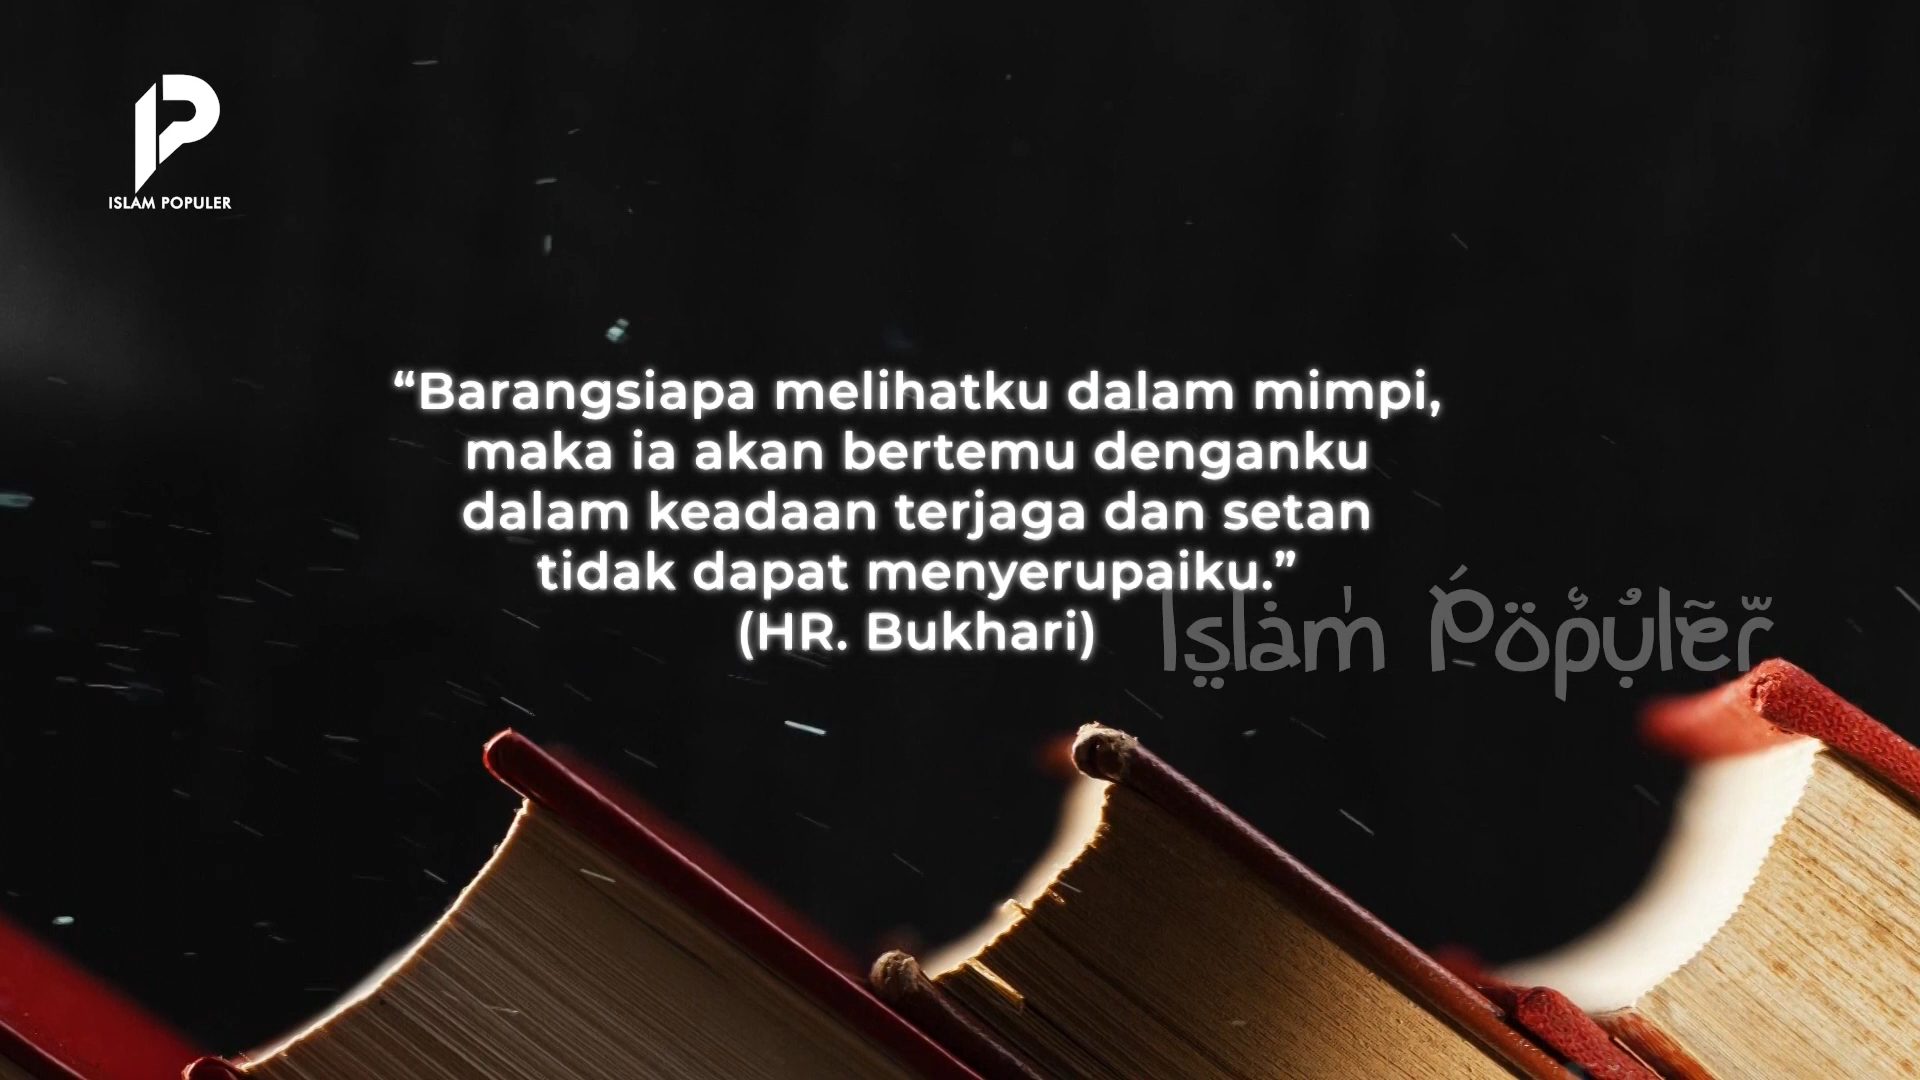 ISLAM POPULER
“Barangsiapa melihatku dalam mimpi,
maka ia akan bertemu denganku
dalam keadaan terjaga dan setan
tidak dapat menyerupaiku.”
(HR. Bukhari)
Islam Populer